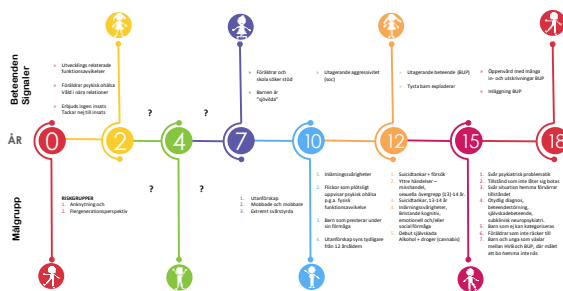 Beteenden
Signaler
» Utvecklings relaterade
funktionsavvikelser
» Föräldrar psykisk ohälsa
Våld i nära relationer
» Erbjuds ingen insats
Tackar nej till insats
?
?
» Föräldrar och
skola söker stöd
» Barnen är
"sjövilda"
» Utagerande aggressivitet
(soc)
» Utagerande beteende (BUP)
» Tysta barn exploderar
» Öppenvård med många
in- och utskrivningar BUP
» Inläggning BUP
ÅR
0
2
4
7
10
12
15
18
Målgrupp
RISKGRUPPER
1. Anknytning och
2. Flergenerationsperspektiv
?
?
1. Utanförskap
2. Mobbade och mobbare
3. Extremt svårstyrda
1. Inlärningssvårigheter
2. Flickor som plötsligt
uppvisar psykisk ohälsa
p.g.a. fysisk
funktionsavvikelse
3. Barn som presterar under
sin förmåga
4. Utanförskap syns tydligare
från 12 årsåldern
1. Suicidtankar + försök
2. Yttre händelser –
misshandel,
sexuella övergrepp (13)-14 år.
3. Suicidtankar, 13-14 år
4. Inlärningssvårigheter,
Bristande kognitiv,
emotionell och/eller
social förmåga
5. Debut självskada
Alkohol + droger (cannabis)
1. Svår psykiatrisk problematik
2. Tillstånd som inte låter sig botas
3. Svår situation hemma förvärrar
tillståndet
4. Otydlig diagnos,
beteendestörning,
självskadebeteende,
subklinisk neuropsykiatri.
5. Barn som ej kan kategoriseras
6. Föräldrar som inte räcker till
7. Barn och unga som växlar
mellan HVB och BUP, där målet
att bo hemma inte nås